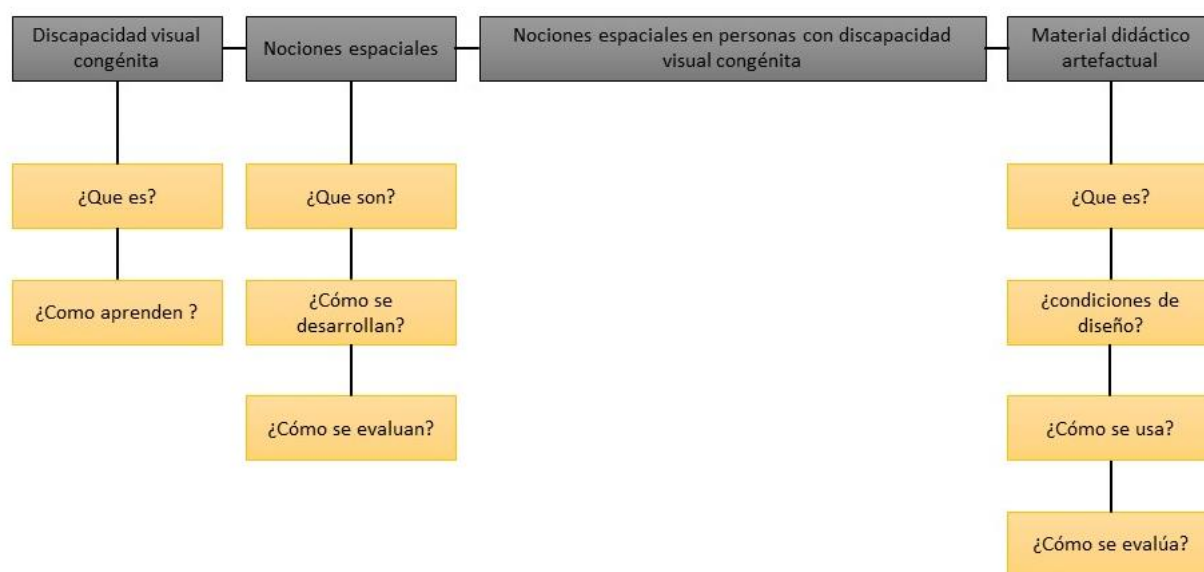 Discapacidad visual
congénita
Nociones espaciales
Nociones espaciales en personas con discapacidad
visual congénita
Material didáctico
artefactual
¿Que es?
¿Que son?
¿Que es?
¿Como aprenden ?
¿Cómo se
desarrollan?
¿condiciones de
diseño?
¿Cómo se evaluan?
¿Cómo se usa?
¿Cómo se evalúa?